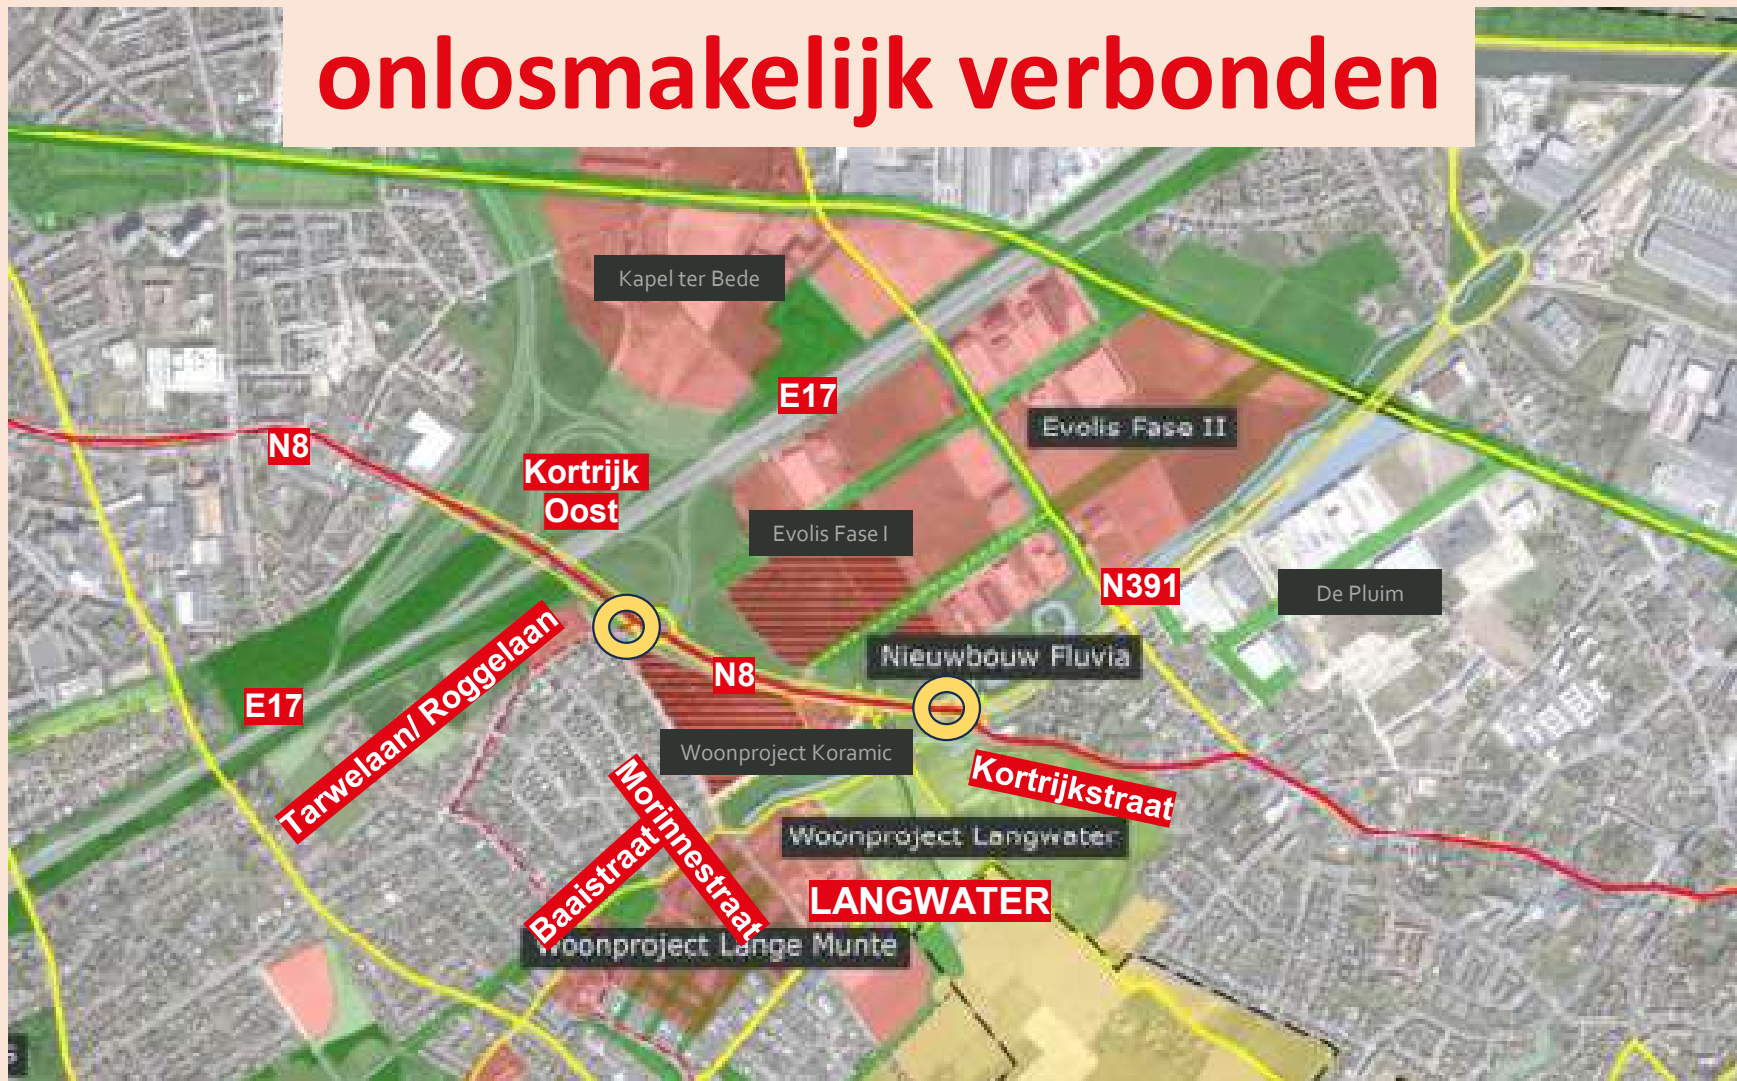 onlosmakelijk verbonden
Kapel ter Bede
E17
Evolis Fase II
N8
Kortrijk
Oost
Evolis Fase I
N391
De Pluim
Nieuwbouw Fluvia
N8
E17
Tarwelaan/ Roggelaan
Woonproject Koramic
Kortrijkstraat
Morinnestraat
Baaistraat
Woonproject Langwater
LANGWATER
Woonproject Lange Munte